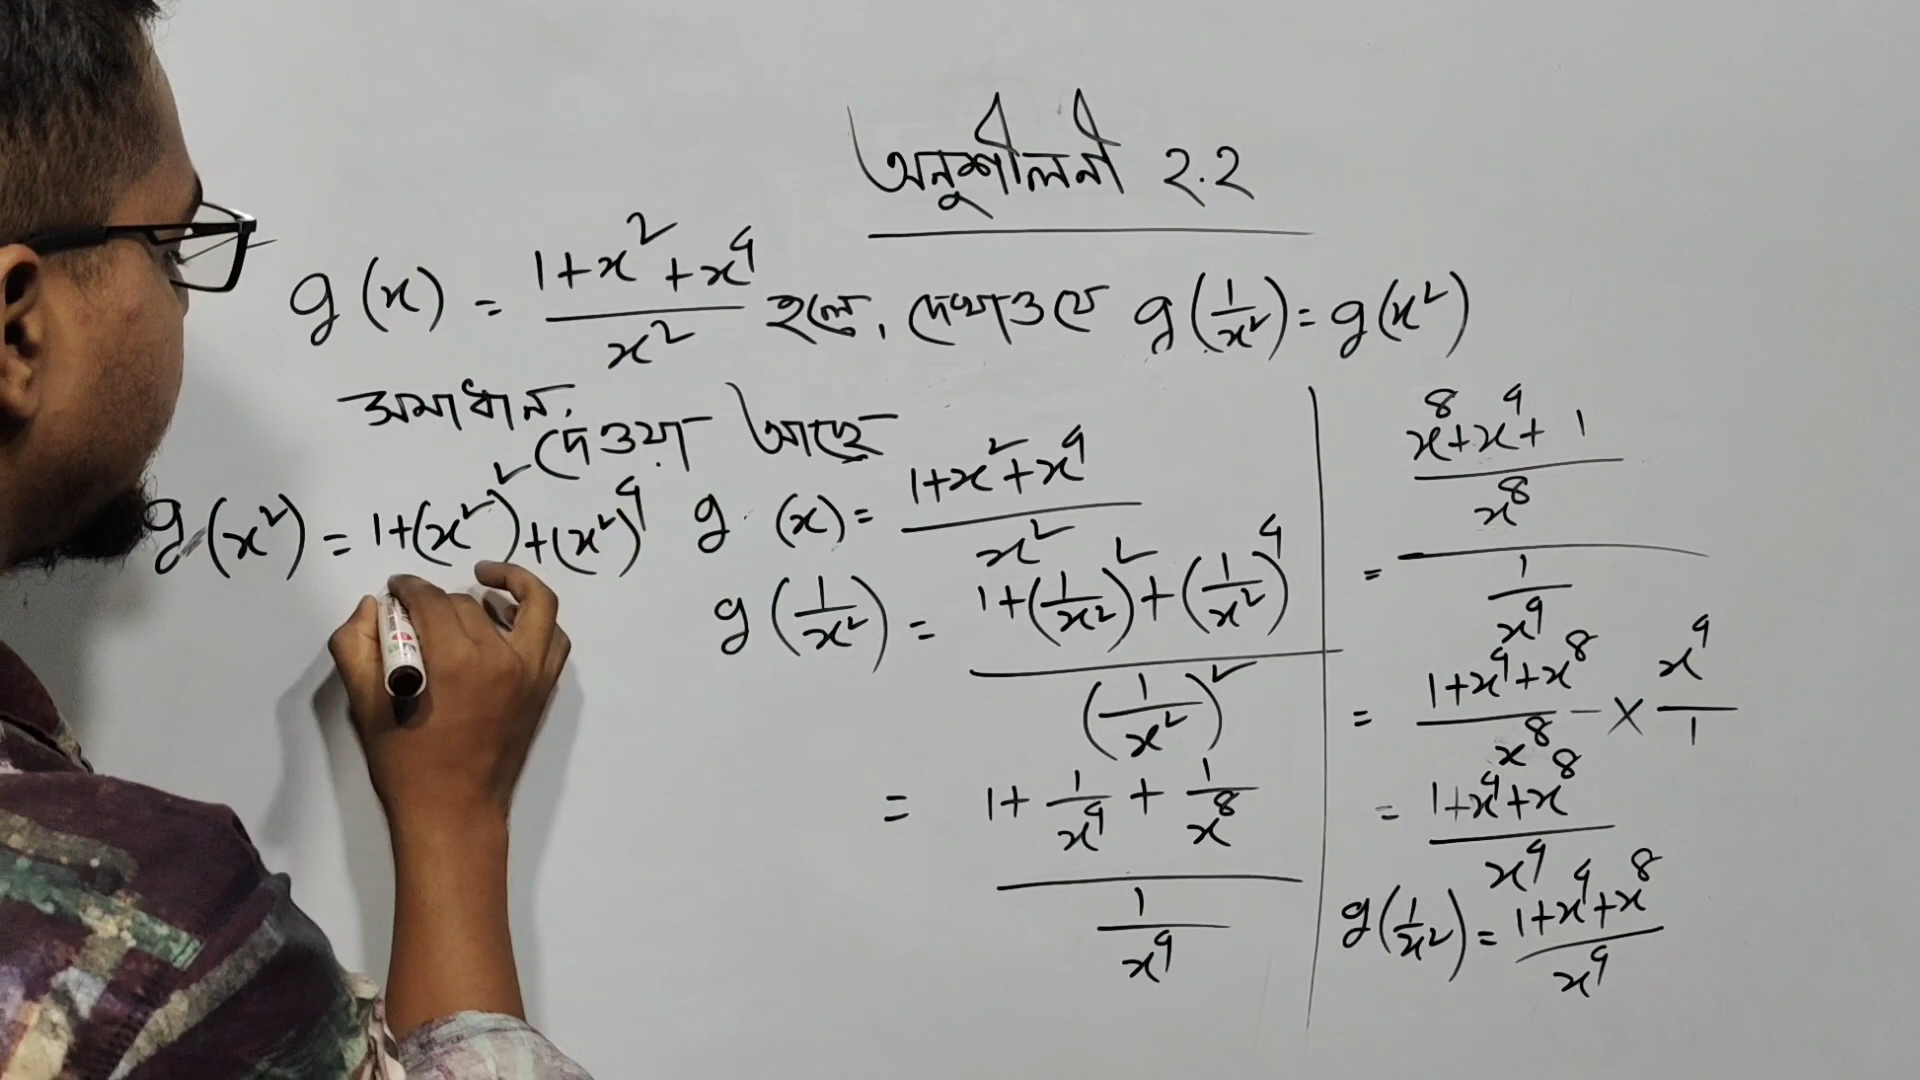 অনুশীলনী ২.২
g(x) = (1+x²+x⁴)/x² হলে, দেখাও যে g(1/x²) = g(x²)
সমাধান,
দেওয়া আছে
g(x) = (1+x²+x⁴)/x²
g(1/x²) = (1+(1/x²)²+(1/x²)⁴)/(1/x²)²
= (1+1/x⁴+1/x⁸)/(1/x⁴)
= ((x⁸+x⁴+1)/x⁸)/(1/x⁴)
= (1+x⁴+x⁸)/x⁸ × x⁴/1
= (1+x⁴+x⁸)/x⁴
g(1/x²) = (1+x⁴+x⁸)/x⁴
g(x²) = 1+(x²)²+(x²)⁴